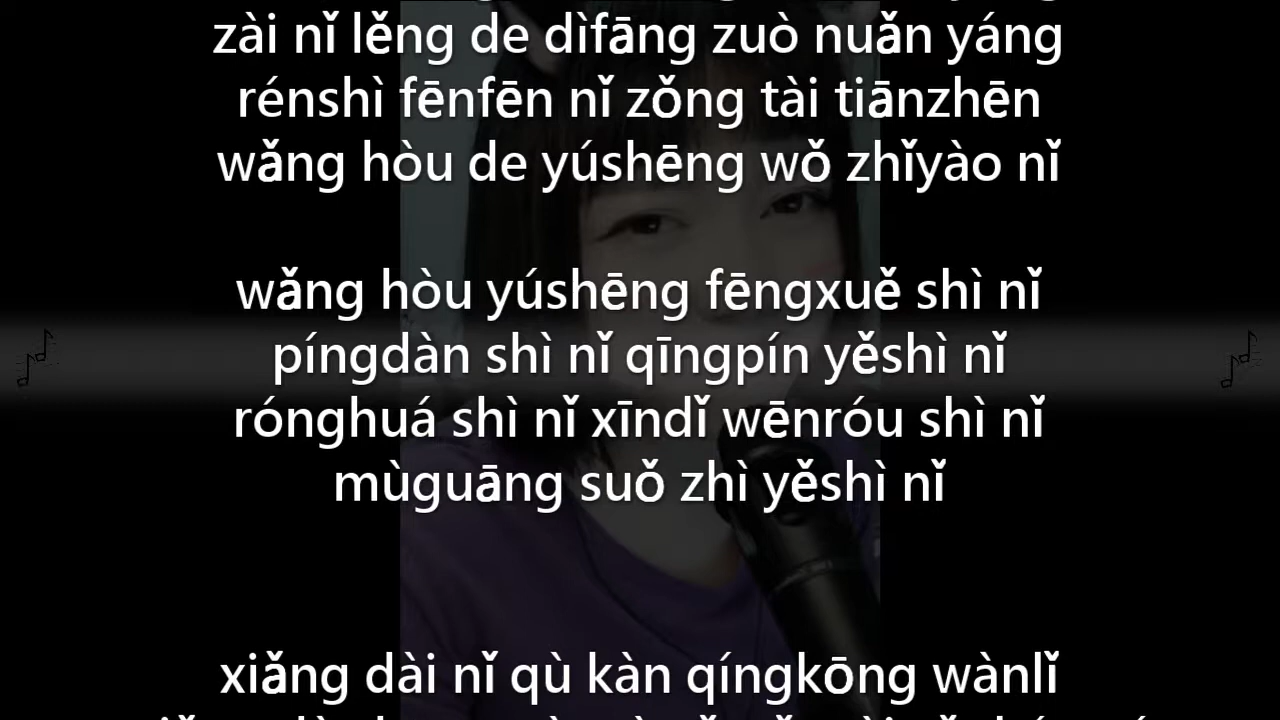 zài nǐ lěng de dìfāng zuò nuǎn yáng
rénshì fēnfēn nǐ zǒng tài tiānzhēn
wǎng hòu de yúshēng wǒ zhǐyào nǐ
wǎng hòu yúshēng fēngxuě shì nǐ
píngdàn shì nǐ qīngpín yěshì nǐ
rónghuá shì nǐ xīndǐ wēnróu shì nǐ
mùguāng suǒ zhì yěshì nǐ
xiǎng dài nǐ qù kàn qíngkōng wànlǐ